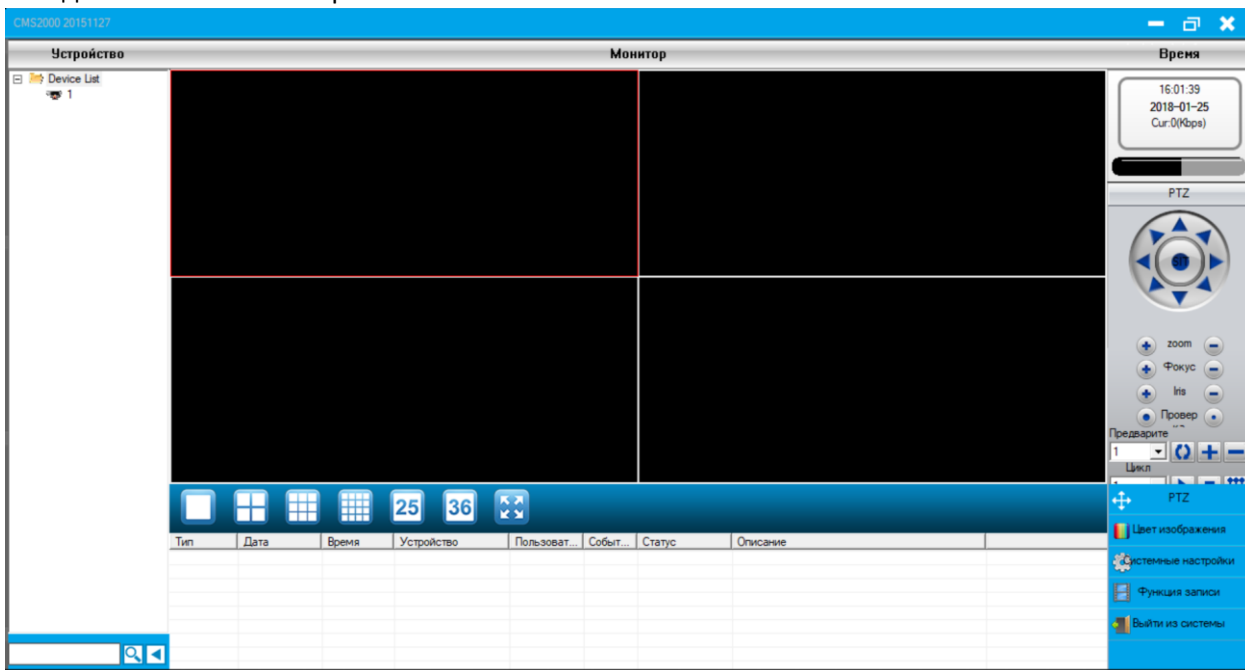 CMS2000 20151127
Устройство Монитор Время
Device List
1
16:01:39
2018-01-25
Cur:0(Kbps)
PTZ
SIT
zoom
Фокус
Iris
Провер
Предварите
1
Цикл
25 36
PTZ
Цвет изображения
Системные настройки
Функция записи
Выйти из системы
Тип Дата Время Устройство Пользоват... Событ... Статус Описание